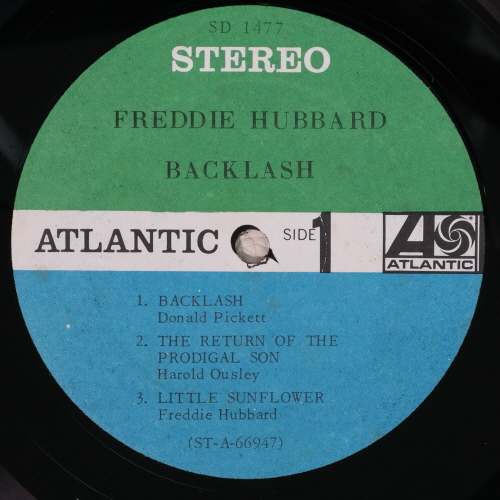 SD 1477
STEREO
FREDDIE HUBBARD
BACKLASH
ATLANTIC SIDE 1 A ATLANTIC
1. BACKLASH
Donald Pickett
2. THE RETURN OF THE
PRODIGAL SON
Harold Ousley
3. LITTLE SUNFLOWER
Freddie Hubbard
(ST-A-66947)